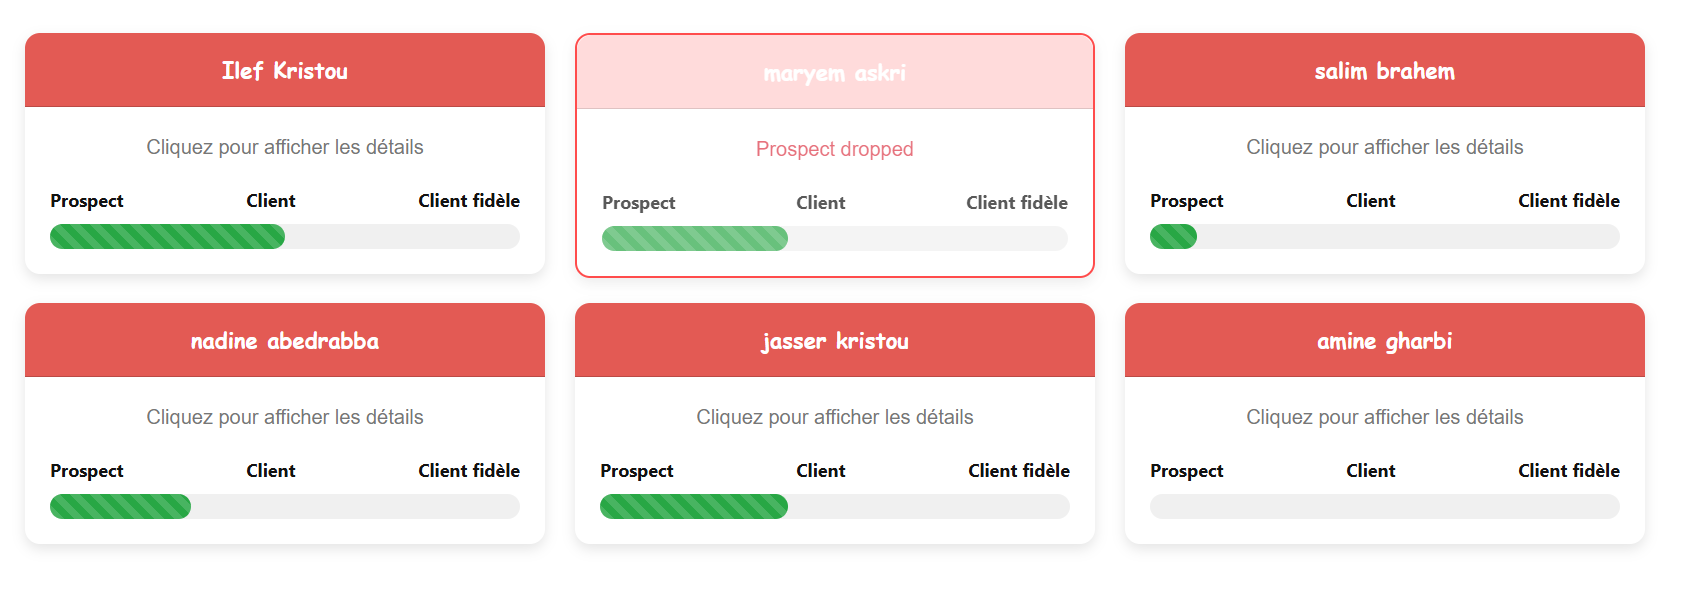 Ilef Kristou
Cliquez pour afficher les détails
Prospect Client Client fidèle
maryem askri
Prospect dropped
Prospect Client Client fidèle
salim brahem
Cliquez pour afficher les détails
Prospect Client Client fidèle
nadine abedrabba
Cliquez pour afficher les détails
Prospect Client Client fidèle
jasser kristou
Cliquez pour afficher les détails
Prospect Client Client fidèle
amine gharbi
Cliquez pour afficher les détails
Prospect Client Client fidèle